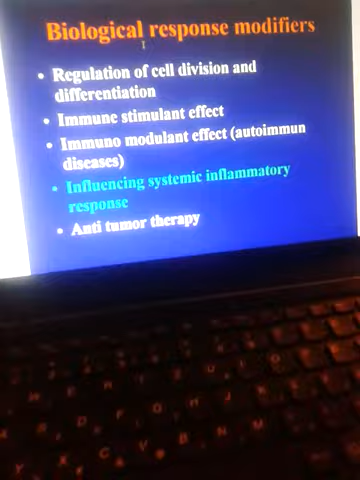 Biological response modifiers
• Regulation of cell division and
differentiation
• Immune stimulant effect
• Immuno modulant effect (autoimmun
diseases)
• Influencing systemic inflammatory
response
• Anti tumor therapy